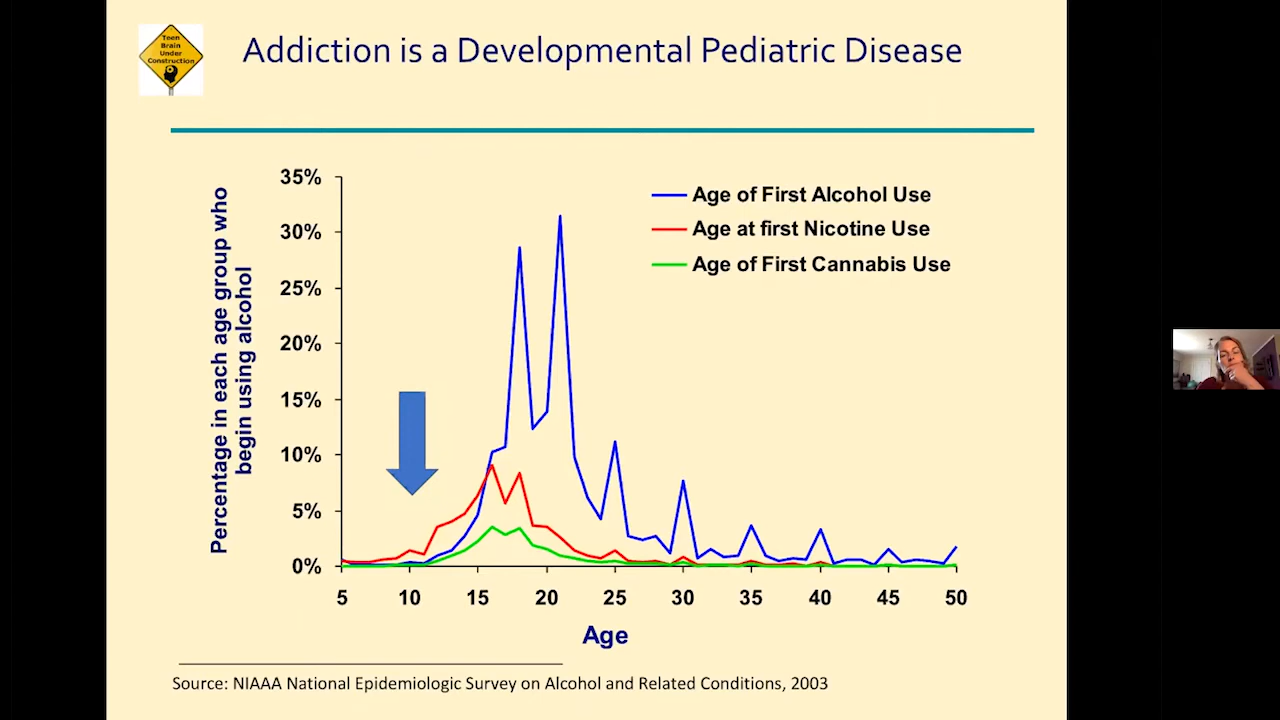 Teen
Brain
Under
Construction
Addiction is a Developmental Pediatric Disease
Percentage in each age group who
begin using alcohol
35%
30%
25%
20%
15%
10%
5%
0%
Age of First Alcohol Use
Age at first Nicotine Use
Age of First Cannabis Use
5 10 15 20 25 30 35 40 45 50
Age
Source: NIAAA National Epidemiologic Survey on Alcohol and Related Conditions, 2003